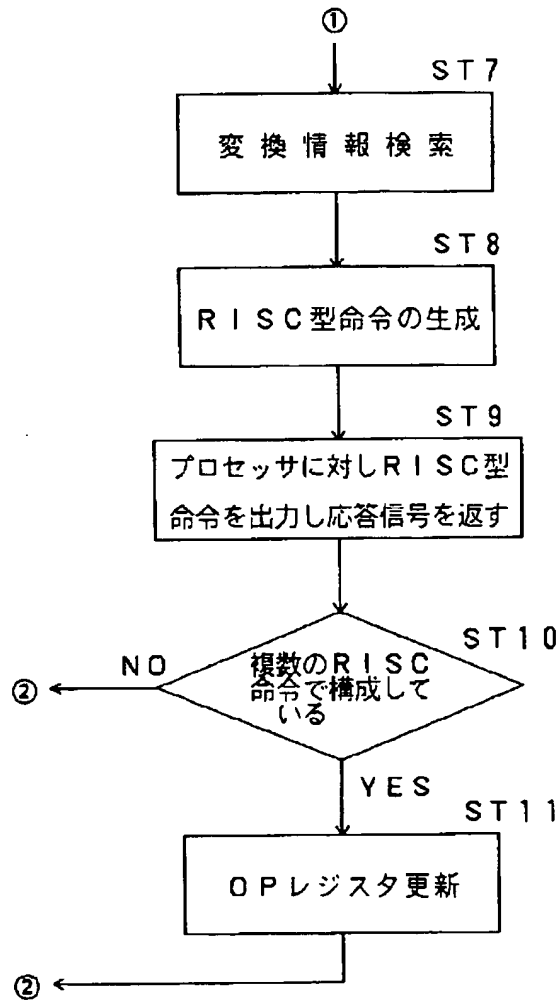 ①
ST7
変換情報検索
ST8
RISC型命令の生成
ST9
プロセッサに対しRISC型
命令を出力し応答信号を返す
ST10
複数のRISC
命令で構成して
いる
NO
②
YES
ST11
OPレジスタ更新
②